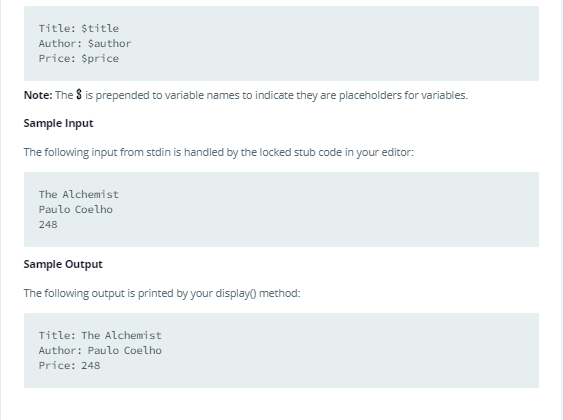 Title: $title
Author: $author
Price: $price
Note: The $ is prepended to variable names to indicate they are placeholders for variables.
Sample Input
The following input from stdin is handled by the locked stub code in your editor:
The Alchemist
Paulo Coelho
248
Sample Output
The following output is printed by your display() method:
Title: The Alchemist
Author: Paulo Coelho
Price: 248